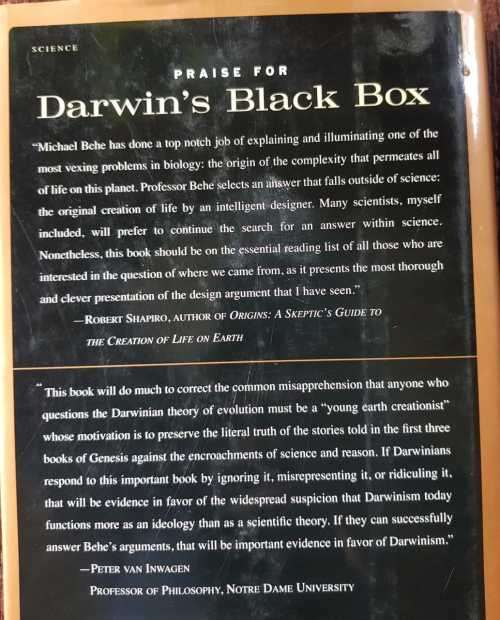 SCIENCE
PRAISE FOR
Darwin's Black Box
“Michael Behe has done a top notch job of explaining and illuminating one of the
most vexing problems in biology: the origin of the complexity that permeates all
of life on this planet. Professor Behe selects an answer that falls outside of science:
the original creation of life by an intelligent designer. Many scientists, myself
included, will prefer to continue the search for an answer within science.
Nonetheless, this book should be on the essential reading list of all those who are
interested in the question of where we came from, as it presents the most thorough
and clever presentation of the design argument that I have seen.”
—ROBERT SHAPIRO, AUTHOR OF ORIGINS: A SKEPTIC'S GUIDE TO
THE CREATION OF LIFE ON EARTH
“This book will do much to correct the common misapprehension that anyone who
questions the Darwinian theory of evolution must be a “young earth creationist”
whose motivation is to preserve the literal truth of the stories told in the first three
books of Genesis against the encroachments of science and reason. If Darwinians
respond to this important book by ignoring it, misrepresenting it, or ridiculing it,
that will be evidence in favor of the widespread suspicion that Darwinism today
functions more as an ideology than as a scientific theory. If they can successfully
answer Behe's arguments, that will be important evidence in favor of Darwinism.”
—PETER VAN INWAGEN
PROFESSOR OF PHILOSOPHY, NOTRE DAME UNIVERSITY